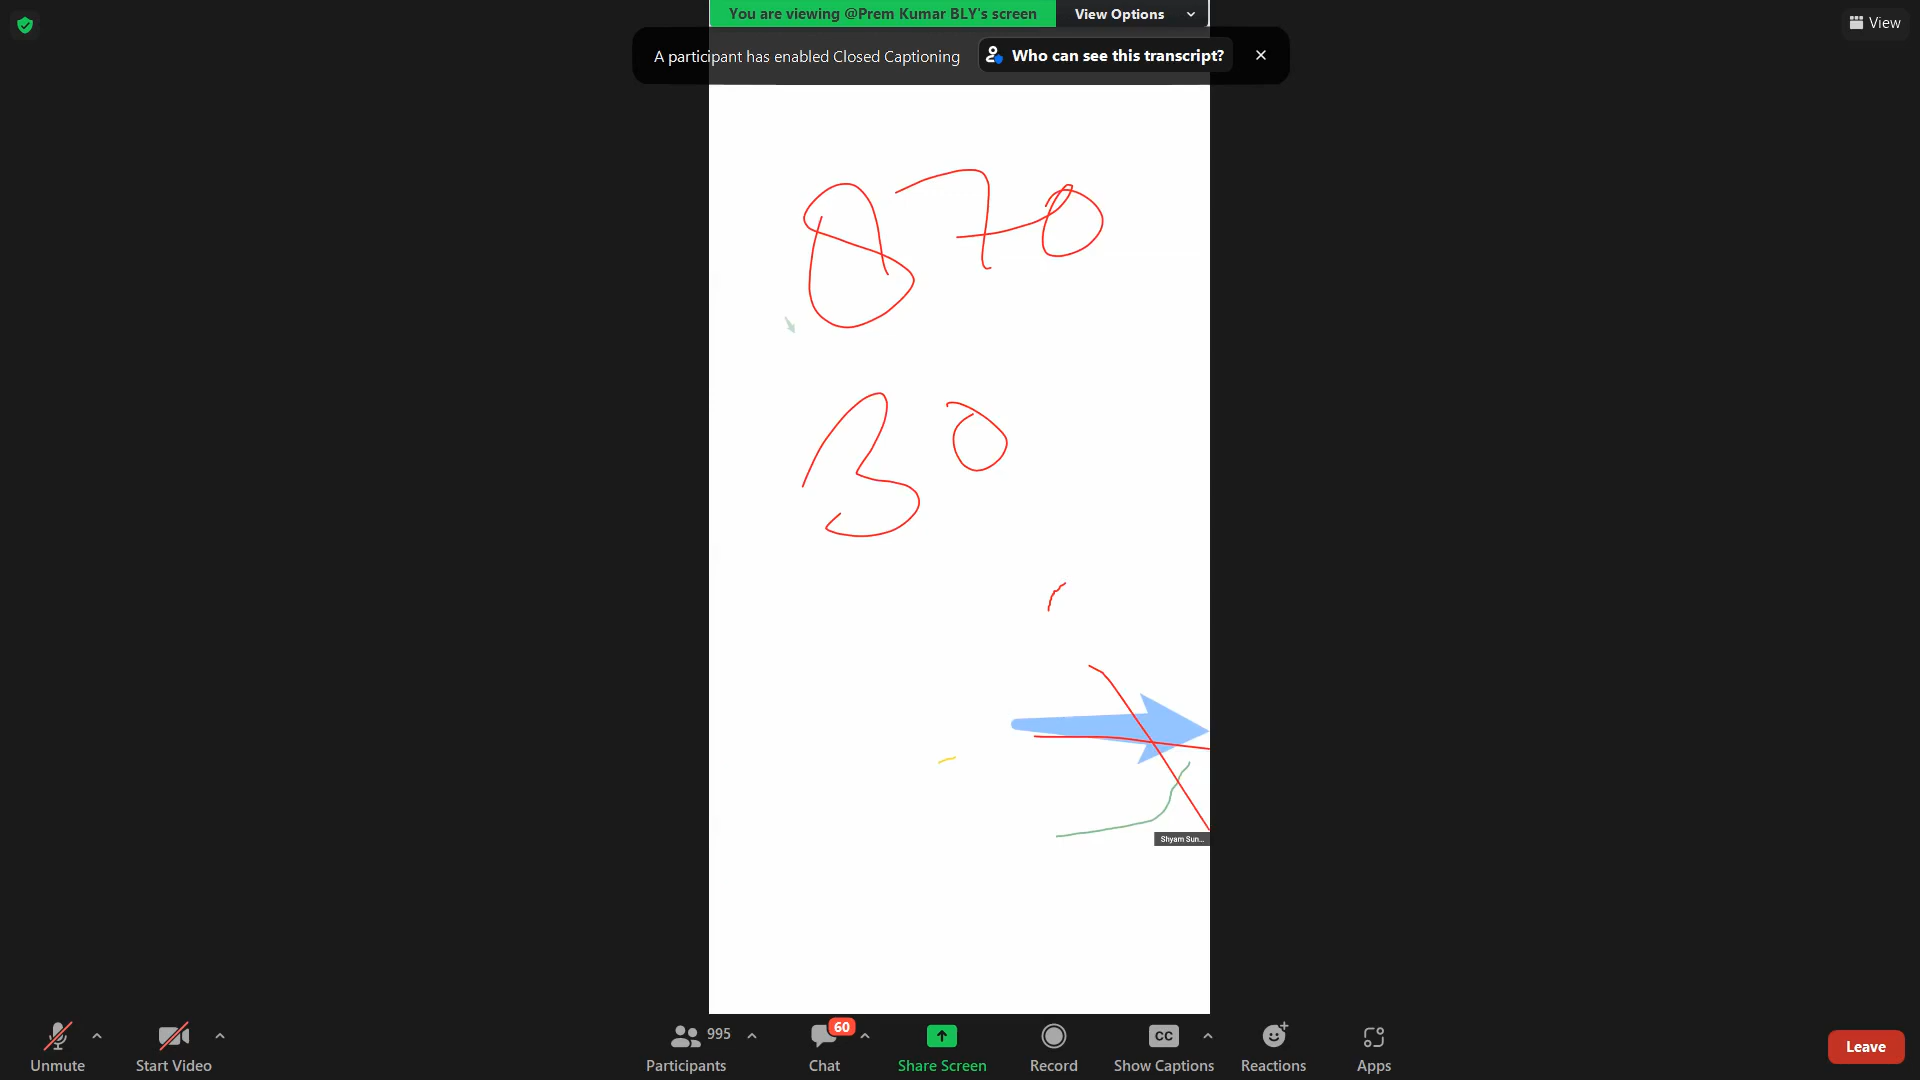 You are viewing @Prem Kumar BLY's screen
View Options
View
A participant has enabled Closed Captioning
Who can see this transcript?
870
30
Shyam Sun...
Unmute
Start Video
995
Participants
60
Chat
Share Screen
Record
CC
Show Captions
Reactions
Apps
Leave